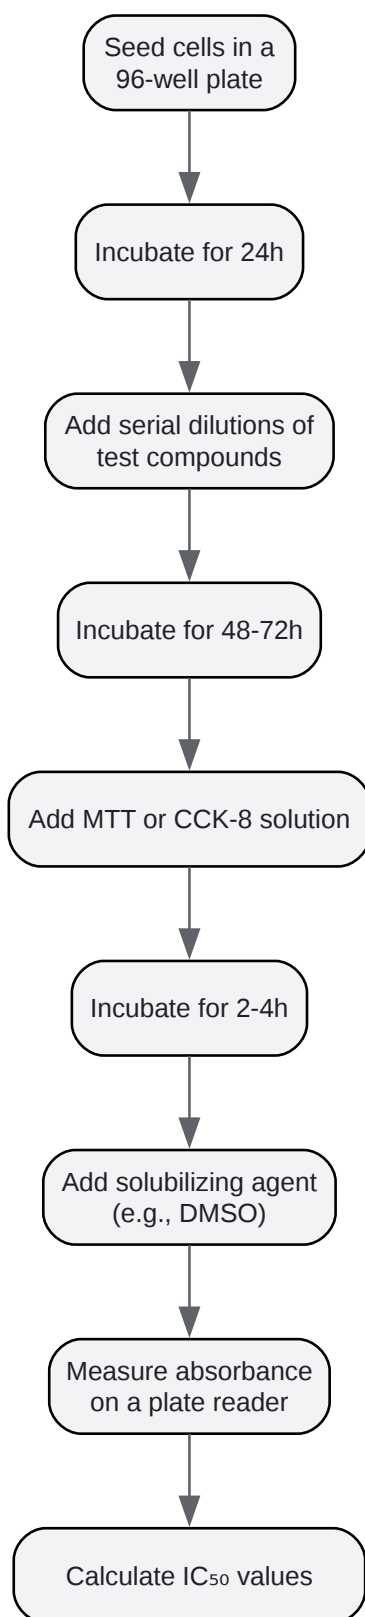 Seed cells in a
96-well plate
Incubate for 24h
Add serial dilutions of
test compounds
Incubate for 48-72h
Add MTT or CCK-8 solution
Incubate for 2-4h
Add solubilizing agent
(e.g., DMSO)
Measure absorbance
on a plate reader
Calculate IC₅₀ values